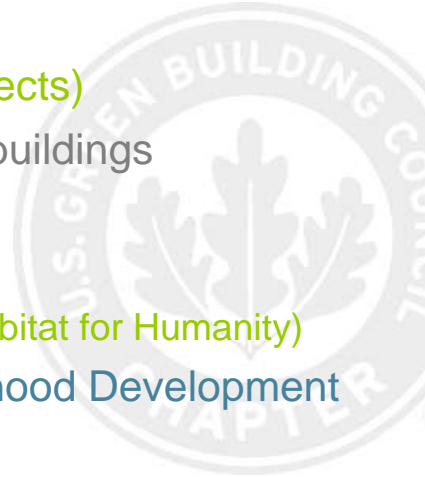 ects)
buildings
bitat for Humanity)
hood Development
U.S. GREEN BUILDING COUNCIL
CHAPTER